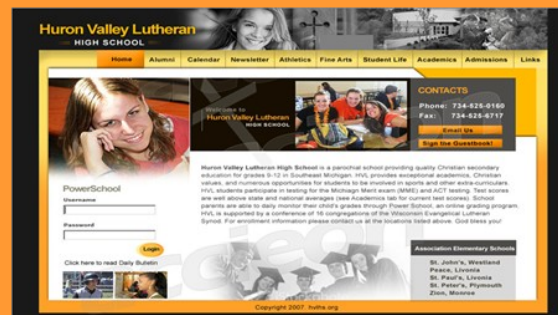 Huron Valley Lutheran
HIGH SCHOOL
Home Alumni Calendar Newsletter Athletics Fine Arts Student Life Academics Admissions Links
Welcome to
Huron Valley Lutheran
HIGH SCHOOL
CONTACTS
Phone: 734-525-0160
Fax: 734-525-6717
Email Us
Sign the Guestbook!
Huron Valley Lutheran High School is a parochial school providing quality Christian secondary
education for grades 9-12 in Southeast Michigan. HVL provides exceptional academics, Christian
values, and numerous opportunities for students to be involved in sports and other extra-curriculars.
HVL students participate in testing for the Michiagn Merit exam (MME) and ACT testing. Test scores
are well above state and national averages (see Academics tab for current test scores). School
parents are able to daily monitor their child's grades through Power School, an online grading program.
HVL is supported by a conference of 16 congregations of the Wisconsin Evangelical Lutheran
Synod. For enrollment information please contact us at the locations listed above. God bless you!
PowerSchool
Username
Password
Login
Click here to read Daily Bulletin
Association Elementary Schools
St. John's, Westland
Peace, Livonia
St. Paul's, Livonia
St. Peter's, Plymouth
Zion, Monroe
Copyright 2007 hvlhs.org